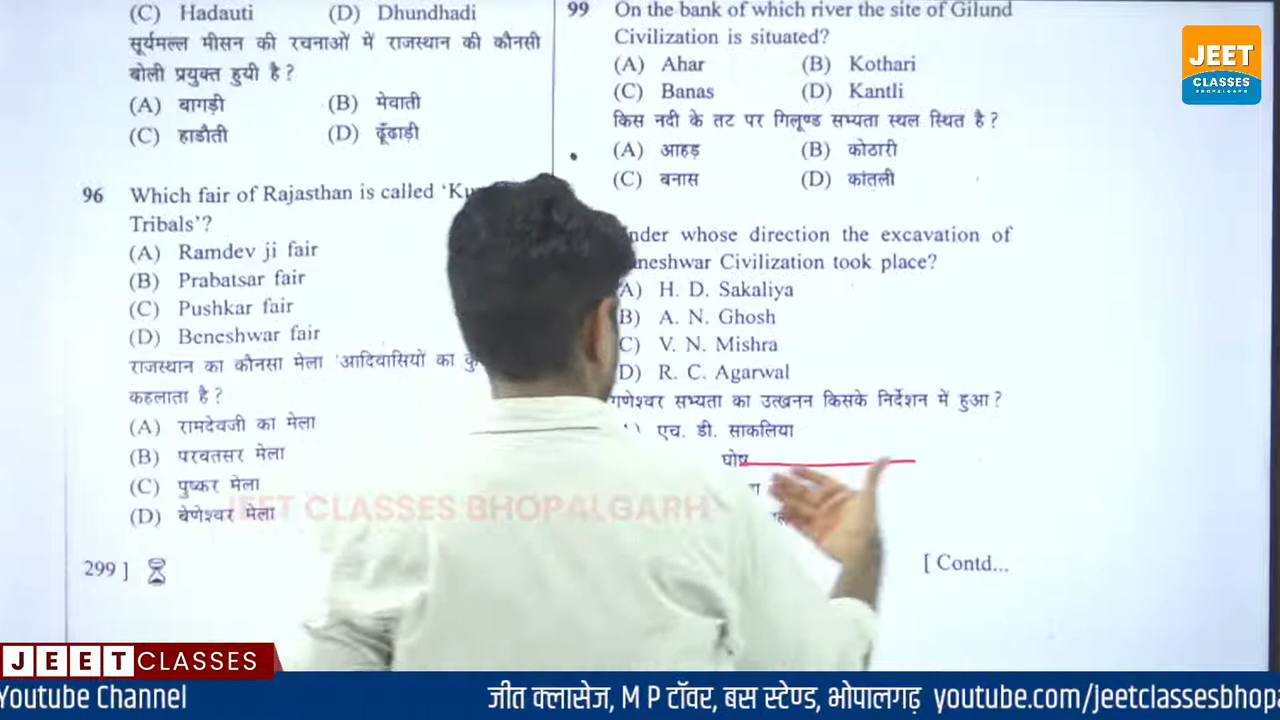 (C) Hadauti (D) Dhundhadi
सूर्यमल्ल मीसन की रचनाओं में राजस्थान की कौनसी
बोली प्रयुक्त हुयी है ?
(A) बागड़ी (B) मेवाती
(C) हाडौती (D) ढूँढाड़ी
96 Which fair of Rajasthan is called
Tribals'?
(A) Ramdev ji fair
(B) Prabatsar fair
(C) Pushkar fair
(D) Beneshwar fair
राजस्थान का कौनसा मेला 'आदिवासियों का
कहलाता है ?
(A) रामदेवजी का मेला
(B) परबतसर मेला
(C) पुष्कर मेला
(D) बेणेश्वर मेला
299 ]
99 On the bank of which river the site of Gilund
Civilization is situated?
(A) Ahar (B) Kothari
(C) Banas (D) Kantli
किस नदी के तट पर गिलूण्ड सभ्यता स्थल स्थित है ?
(A) आहड़ (B) कोठारी
(C) बनास (D) कांतली
whose direction the excavation of
Civilization took place?
A) H. D. Sakaliya
B) A. N. Ghosh
C) V. N. Mishra
D) R. C. Agarwal
गणेश्वर सभ्यता का उत्खनन किसके निर्देशन में हुआ ?
एच. डी. साकलिया
घोष
[ Contd...
JEET CLASSES BHOPALGARH
JEET
CLASSES
BHOPALGARH
JEET CLASSES
Youtube Channel जीत क्लासेज, M P टॉवर, बस स्टेण्ड, भोपालगढ़ youtube.com/jeetclassesbhopa